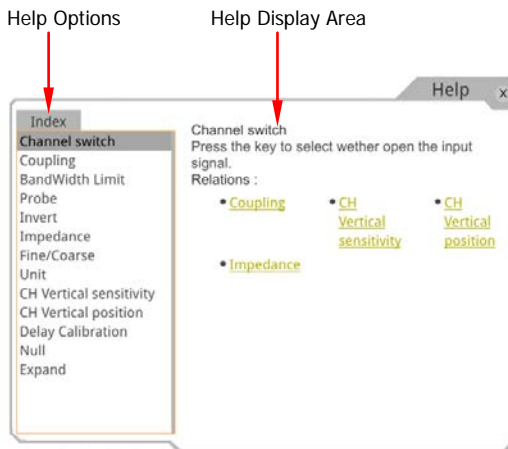 Help Options
Help Display Area
Help x
Index
Channel switch
Coupling
BandWidth Limit
Probe
Invert
Impedance
Fine/Coarse
Unit
CH Vertical sensitivity
CH Vertical position
Delay Calibration
Null
Expand
Channel switch
Press the key to select wether open the input
signal.
Relations :
• Coupling
• CH
Vertical
sensitivity
• CH
Vertical
position
• Impedance